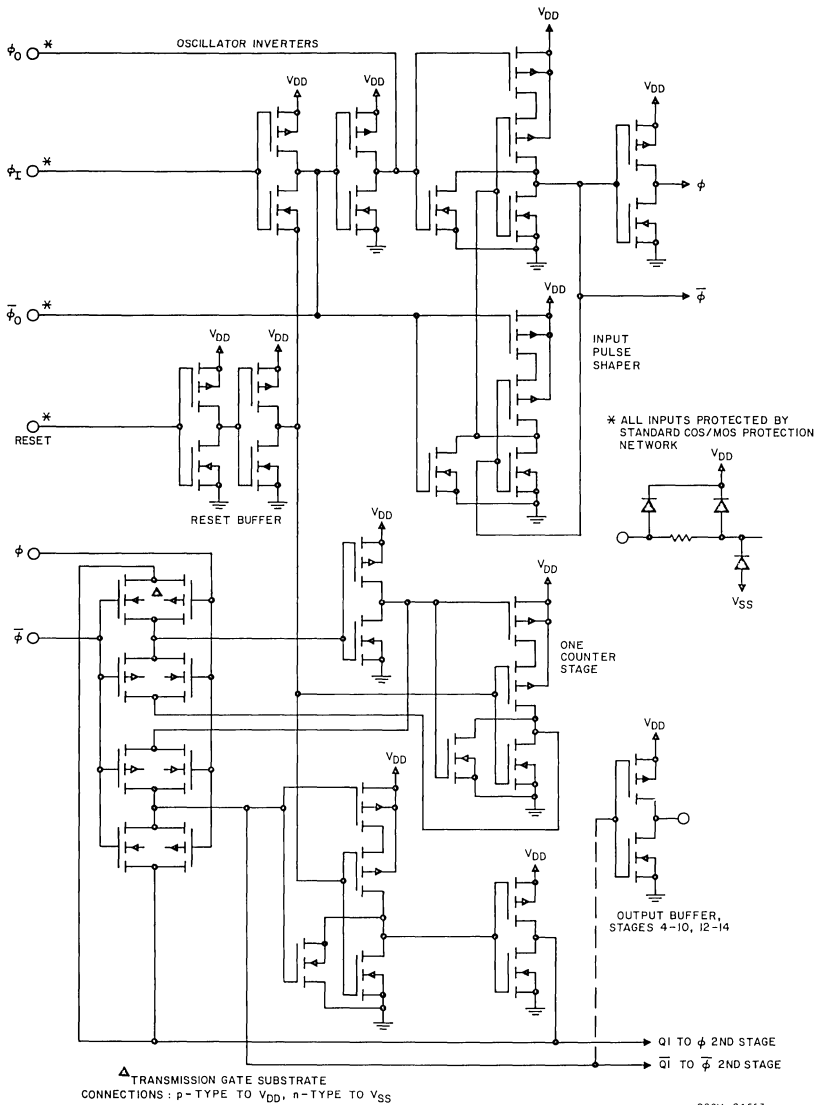 ϕO *
OSCILLATOR INVERTERS
VDD
VDD
VDD
VDD
ϕI *
ϕ
ϕ̅O *
VDD
ϕ̅
INPUT
PULSE
SHAPER
VDD
VDD
RESET *
RESET BUFFER
* ALL INPUTS PROTECTED BY
STANDARD COS/MOS PROTECTION
NETWORK
VDD
VSS
ϕ
VDD
VDD
Δ
ϕ̅
ONE
COUNTER
STAGE
VDD
VDD
VDD
OUTPUT BUFFER,
STAGES 4-10, 12-14
Q1 TO ϕ 2ND STAGE
Q̅1̅ TO ϕ̅ 2ND STAGE
Δ TRANSMISSION GATE SUBSTRATE
CONNECTIONS : p-TYPE TO VDD, n-TYPE TO VSS